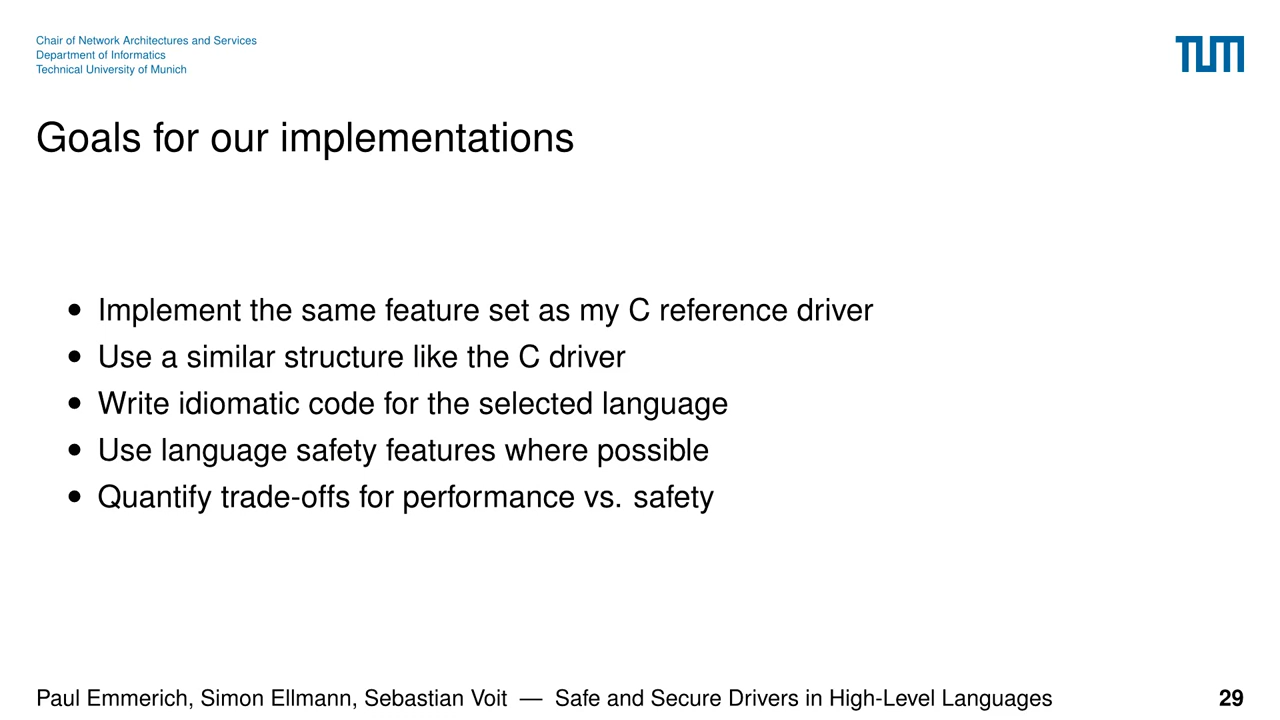 Chair of Network Architectures and Services
Department of Informatics
Technical University of Munich
TUM
Goals for our implementations
• Implement the same feature set as my C reference driver
• Use a similar structure like the C driver
• Write idiomatic code for the selected language
• Use language safety features where possible
• Quantify trade-offs for performance vs. safety
Paul Emmerich, Simon Ellmann, Sebastian Voit — Safe and Secure Drivers in High-Level Languages 29